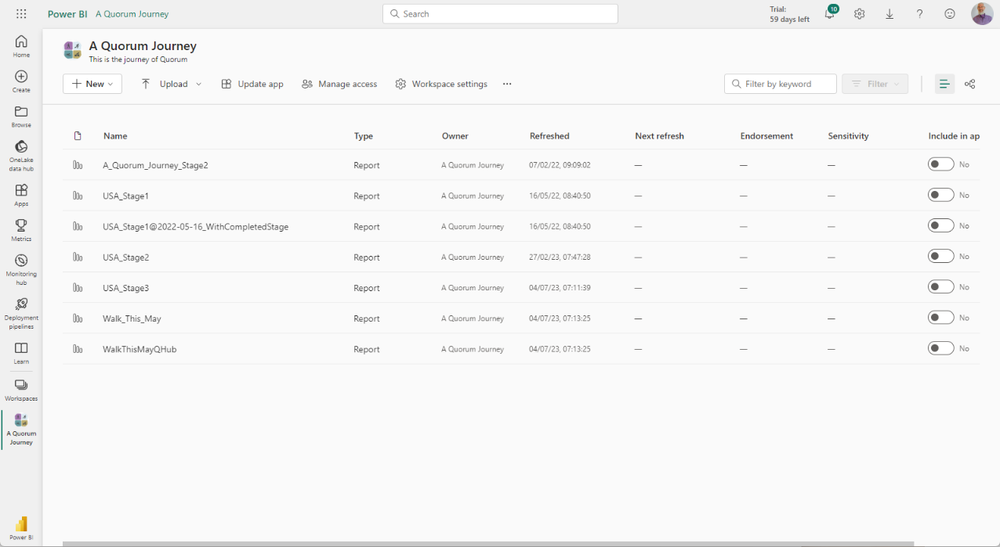 Power BI A Quorum Journey
Search
Trial:
59 days left
10
Home
Create
Browse
OneLake
data hub
Apps
Metrics
Monitoring
hub
Deployment
pipelines
Learn
Workspaces
A Quorum
Journey
Power BI
A Quorum Journey
This is the journey of Quorum
New
Upload
Update app
Manage access
Workspace settings
Filter by keyword
Filter
Name Type Owner Refreshed Next refresh Endorsement Sensitivity Include in ap
A_Quorum_Journey_Stage2 Report A Quorum Journey 07/02/22, 09:09:02 — — — No
USA_Stage1 Report A Quorum Journey 16/05/22, 08:40:50 — — — No
USA_Stage1@2022-05-16_WithCompletedStage Report A Quorum Journey 16/05/22, 08:40:50 — — — No
USA_Stage2 Report A Quorum Journey 27/02/23, 07:47:28 — — — No
USA_Stage3 Report A Quorum Journey 04/07/23, 07:11:39 — — — No
Walk_This_May Report A Quorum Journey 04/07/23, 07:13:25 — — — No
WalkThisMayQHub Report A Quorum Journey 04/07/23, 07:13:25 — — — No